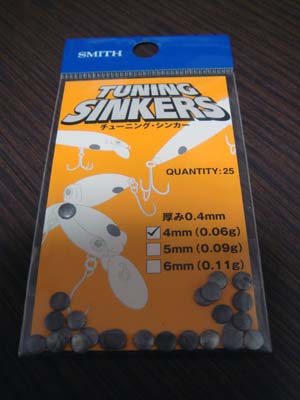 SMITH
TUNING
SINKERS
チューニング・シンカー
QUANTITY:25
厚み0.4mm
4mm(0.06g)
5mm(0.09g)
6mm(0.11g)